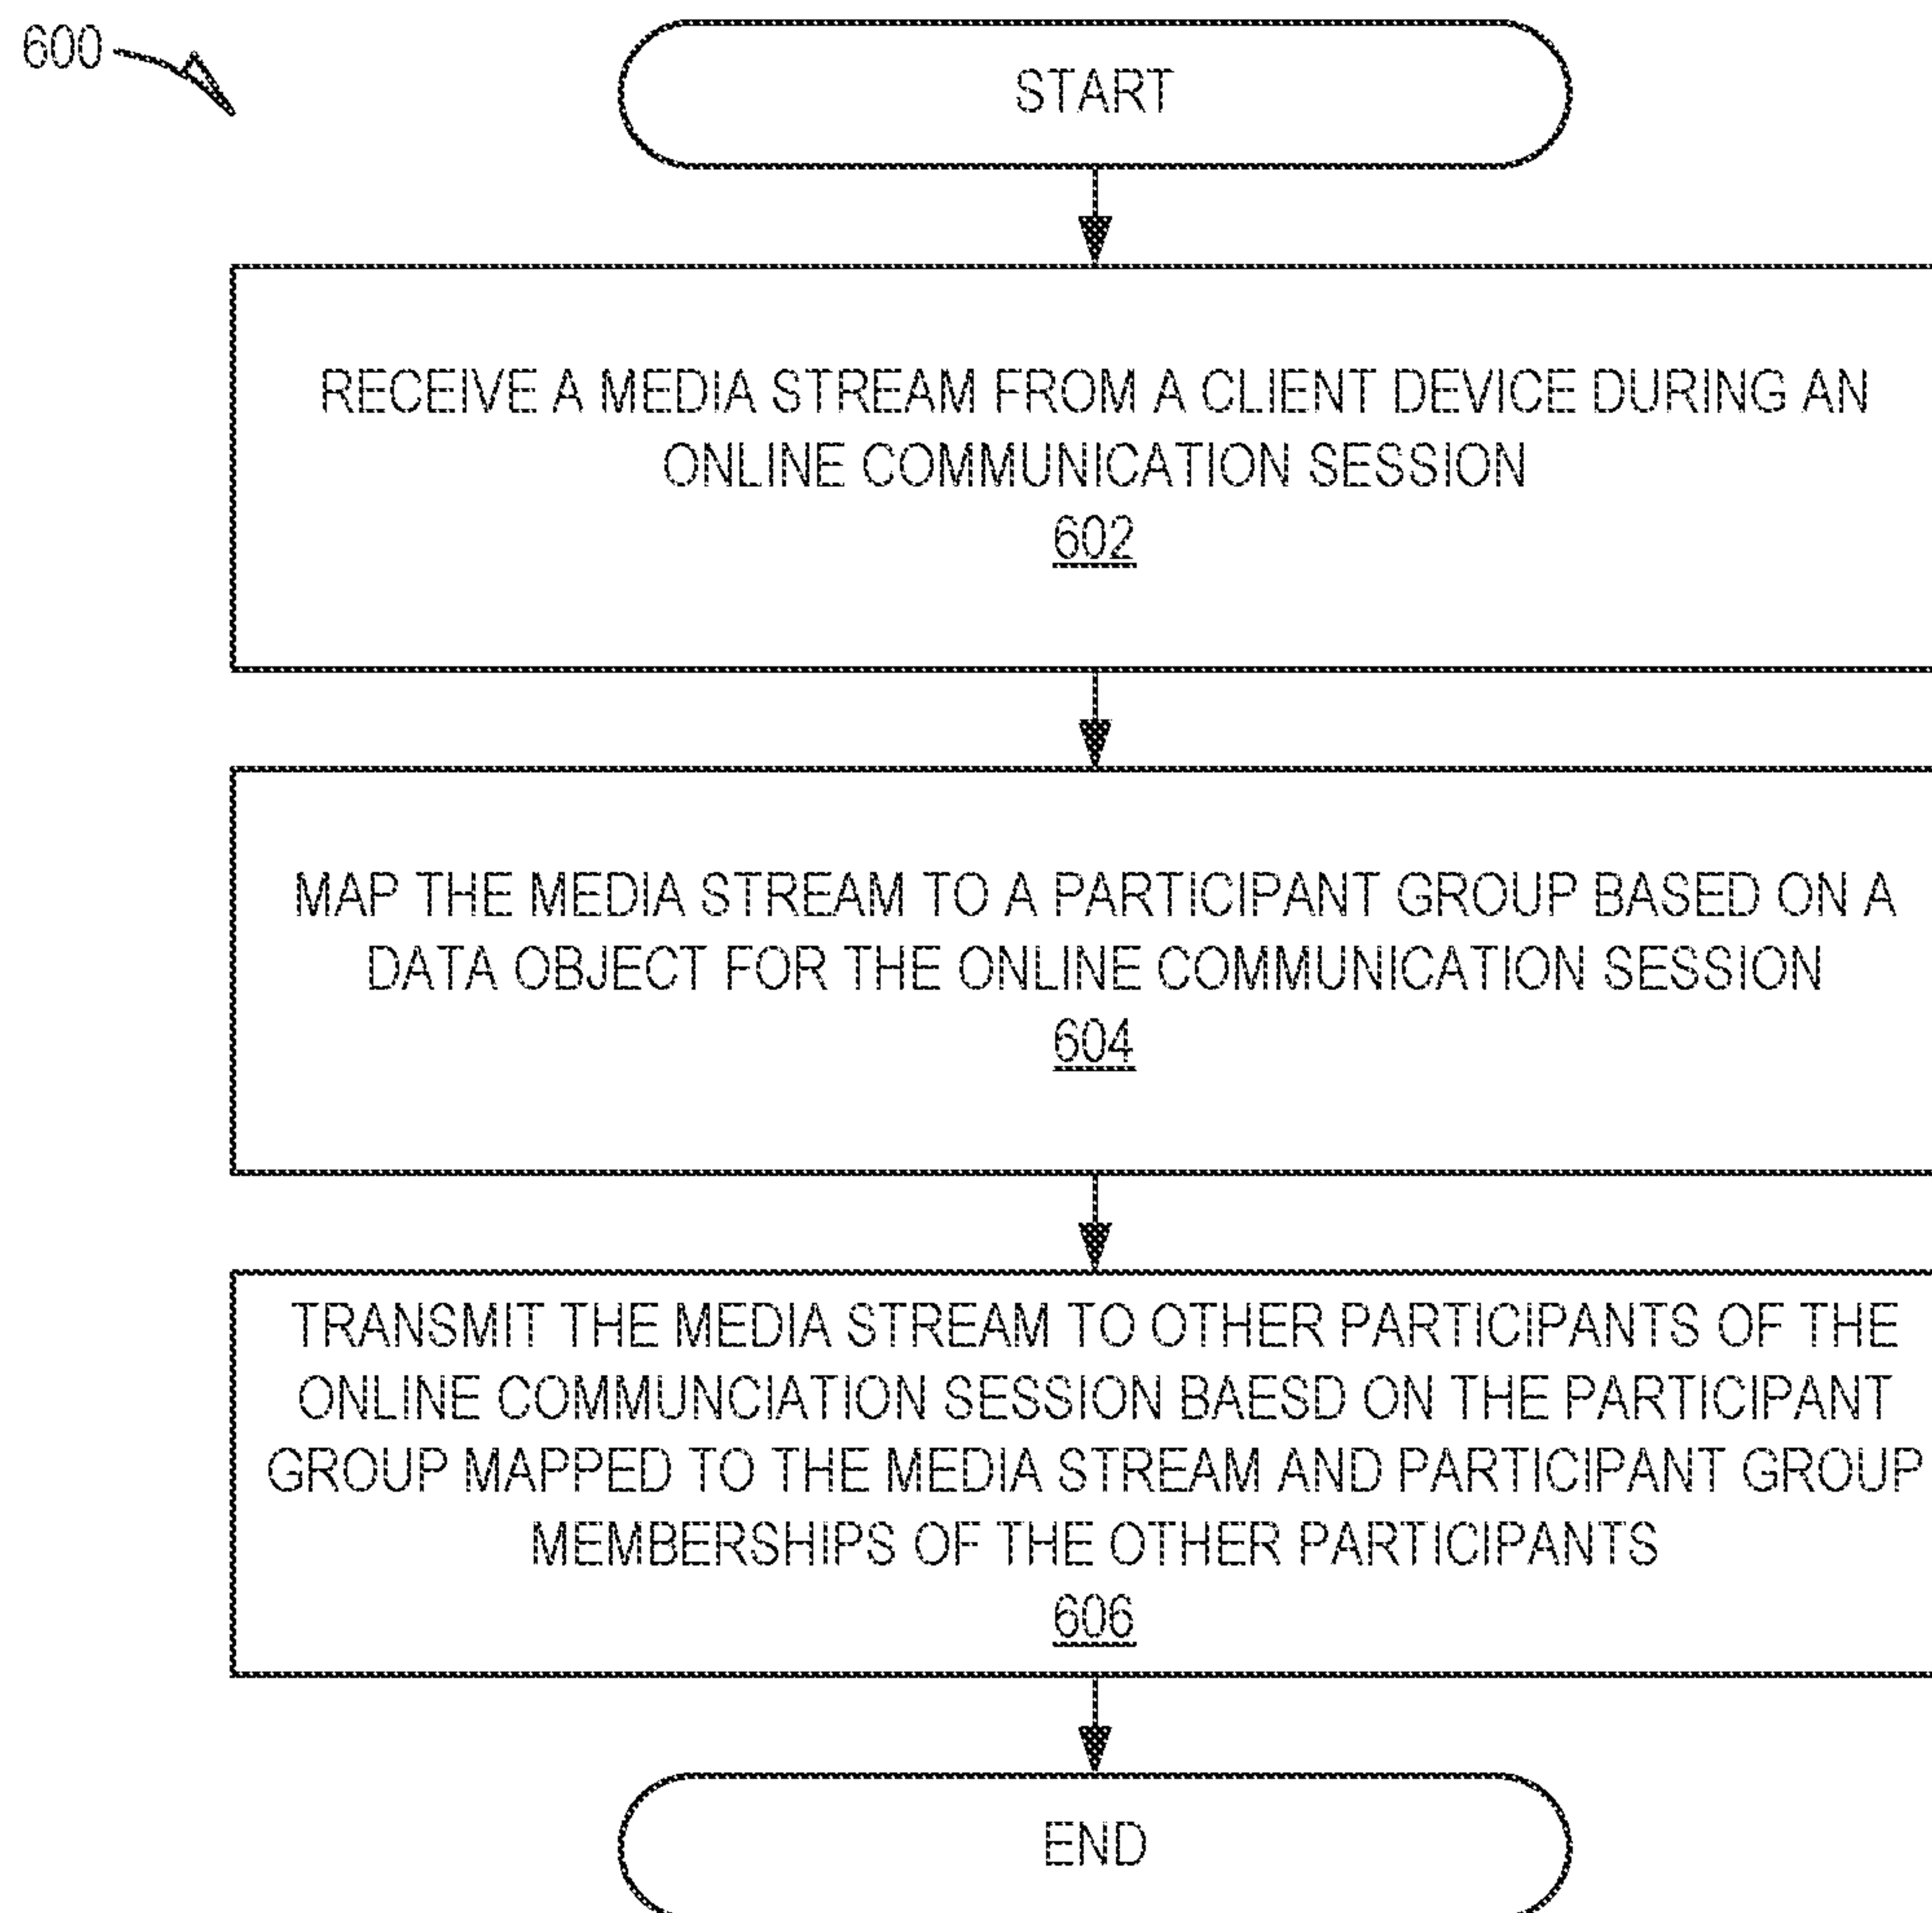 600
START
RECEIVE A MEDIA STREAM FROM A CLIENT DEVICE DURING AN
ONLINE COMMUNICATION SESSION
602
MAP THE MEDIA STREAM TO A PARTICIPANT GROUP BASED ON A
DATA OBJECT FOR THE ONLINE COMMUNICATION SESSION
604
TRANSMIT THE MEDIA STREAM TO OTHER PARTICIPANTS OF THE
ONLINE COMMUNCIATION SESSION BAESD ON THE PARTICIPANT
GROUP MAPPED TO THE MEDIA STREAM AND PARTICIPANT GROUP
MEMBERSHIPS OF THE OTHER PARTICIPANTS
606
END